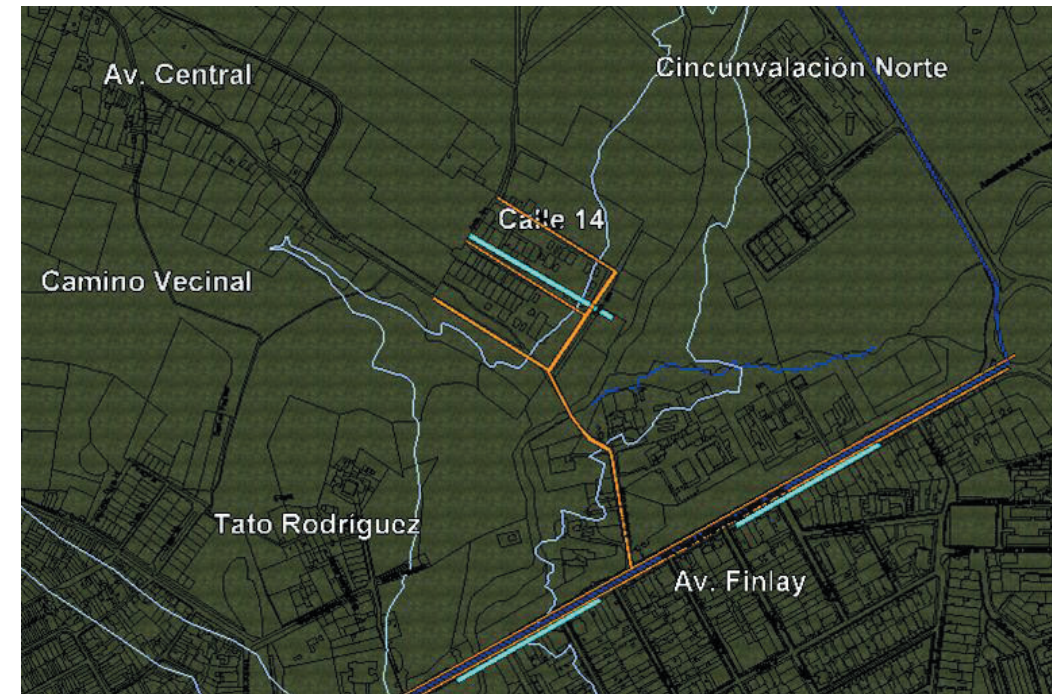 Av. Central
Cincunvalación Norte
Calle 14
Camino Vecinal
Tato Rodríguez
Av. Finlay